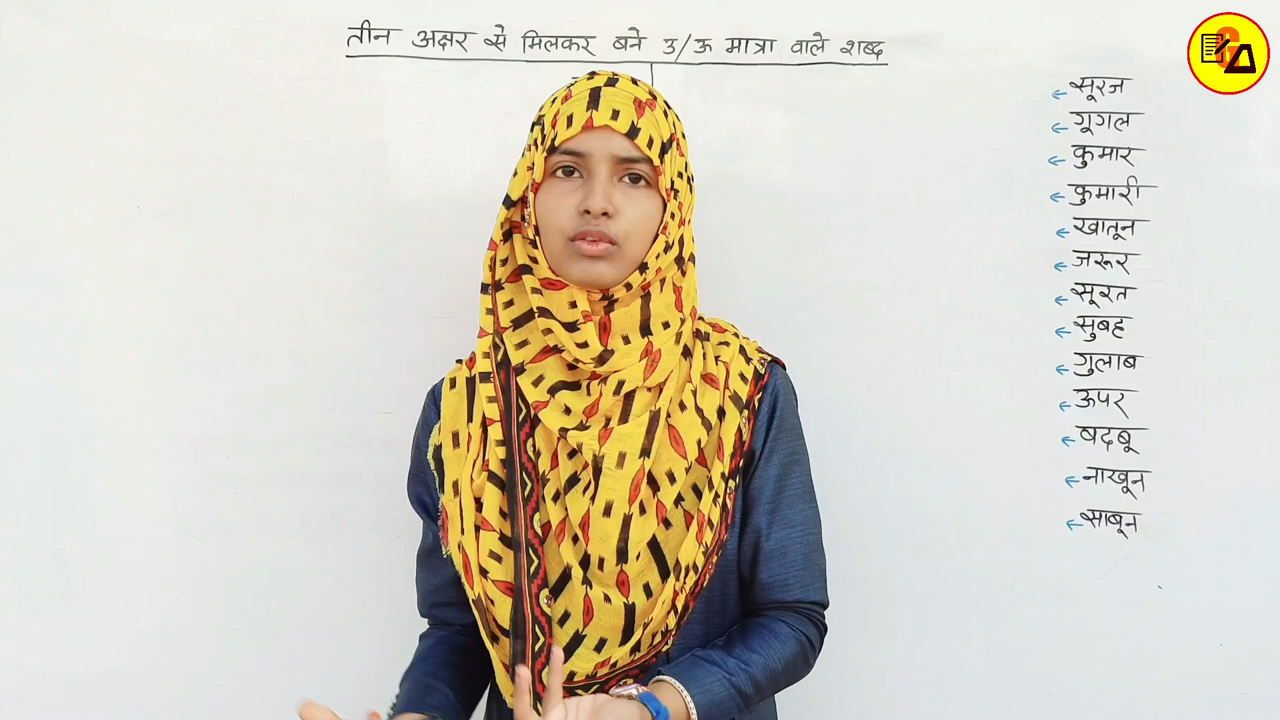 तीन अक्षर से मिलकर बने उ/ऊ मात्रा वाले शब्द
सूरज
गूगल
कुमार
कुमारी
खातून
जरूर
सूरत
सुबह
गुलाब
ऊपर
बदबू
नाखून
साबून